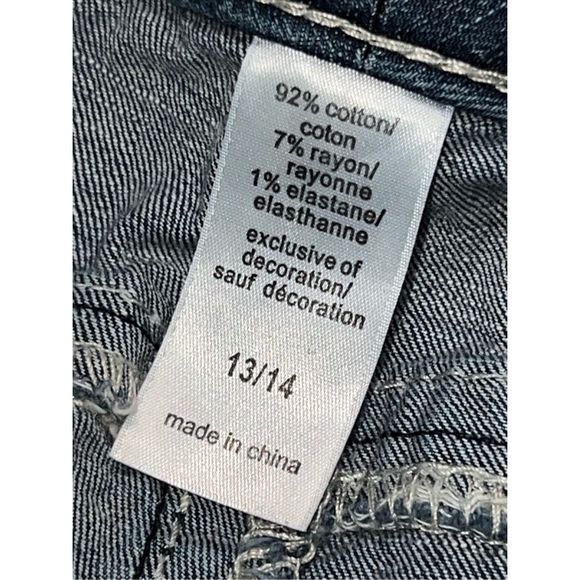 92% cotton/
coton
7% rayon/
rayonne
1% elastane/
elasthanne
exclusive of
decoration/
sauf décoration
13/14
made in china